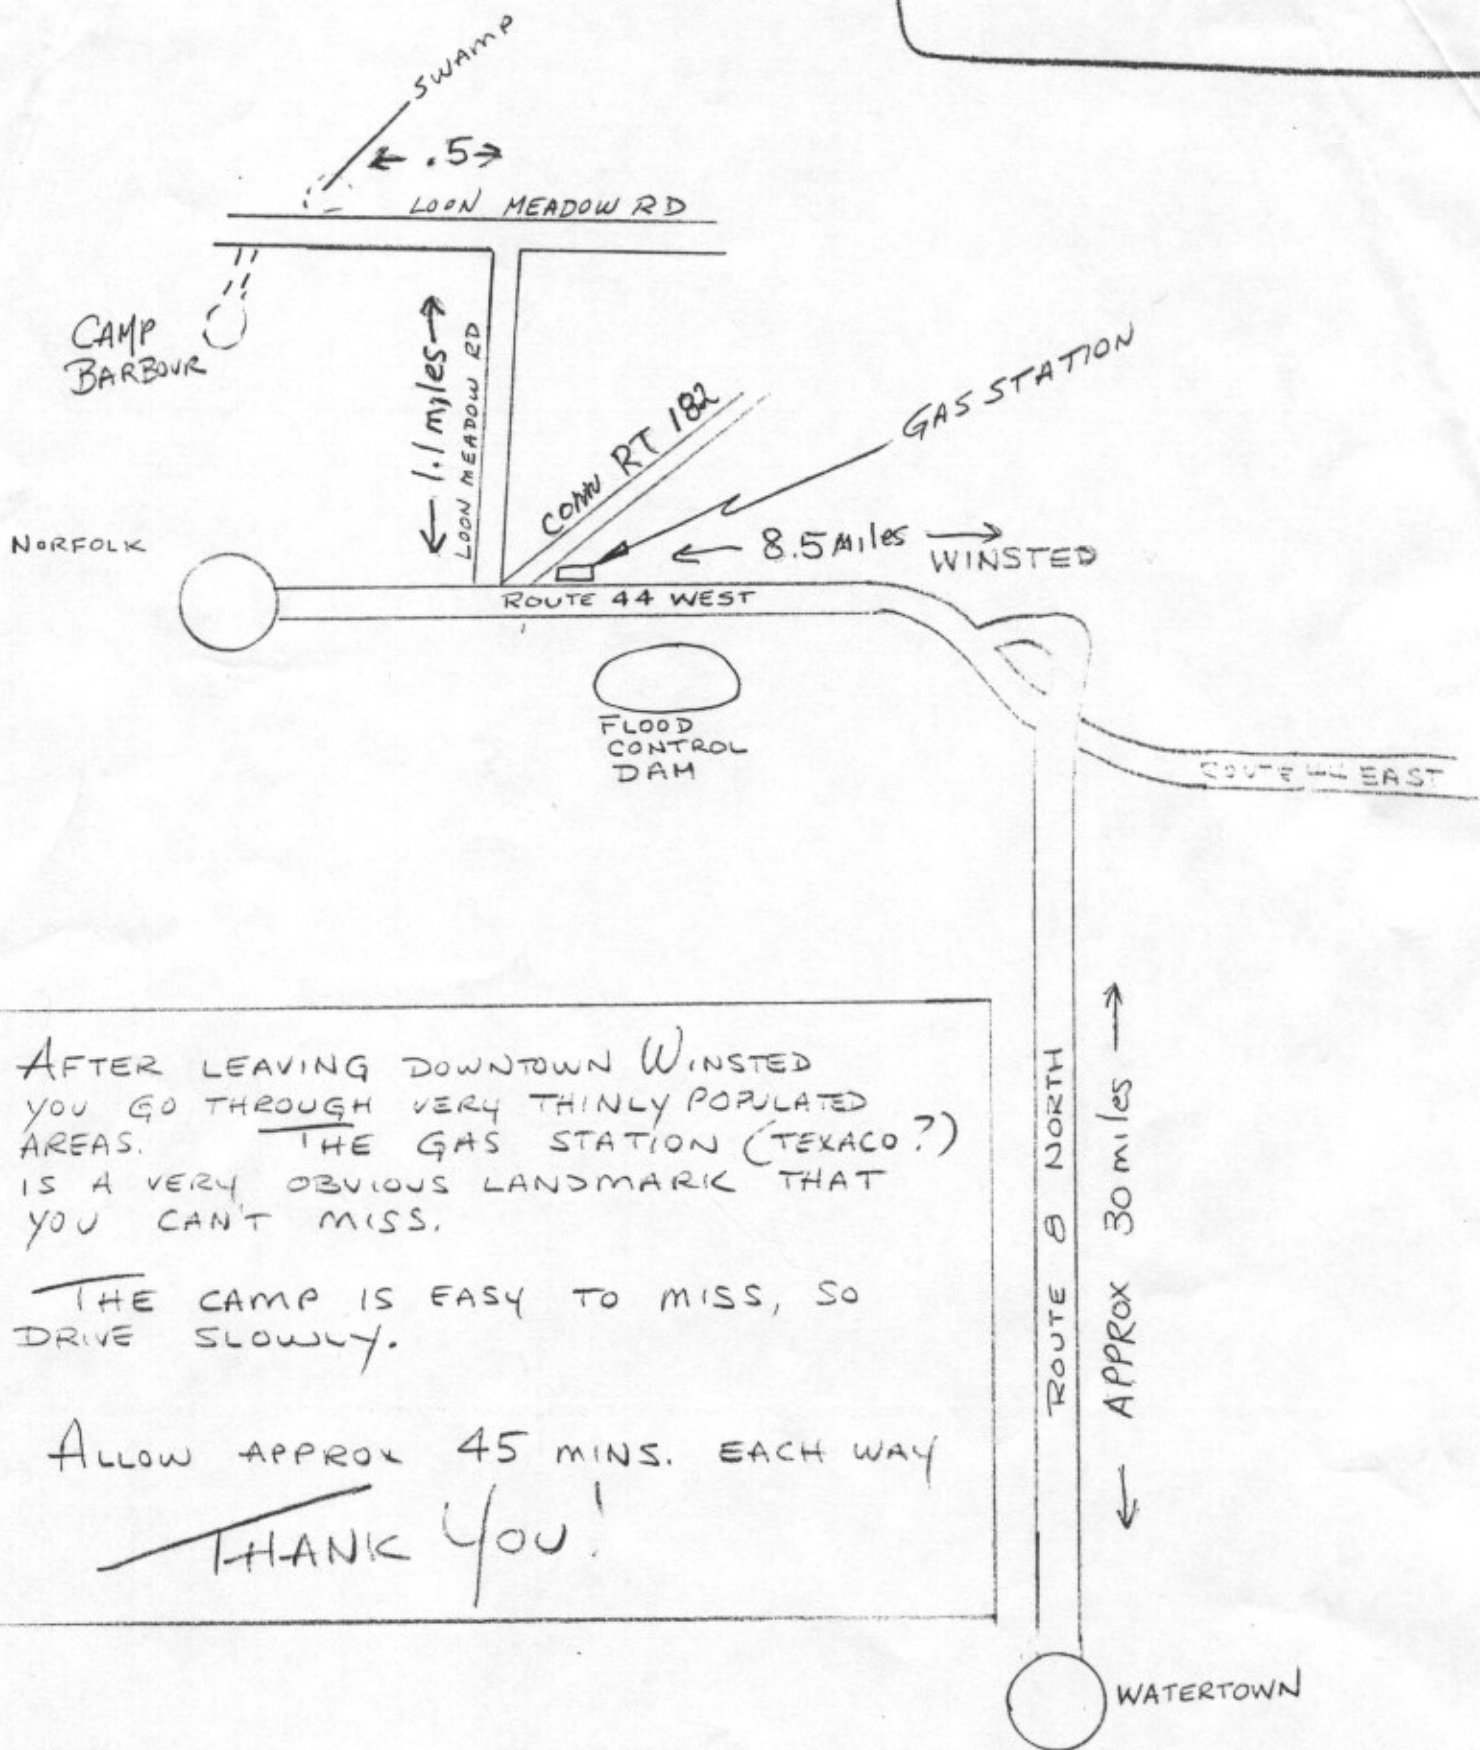 SWAMP
← .5 →
LOON MEADOW RD
CAMP
BARBOUR
← 1.1 miles →
LOON MEADOW RD
CONN RT 182
GAS STATION
NORFOLK
← 8.5 Miles →
WINSTED
ROUTE 44 WEST
FLOOD
CONTROL
DAM
ROUTE 44 EAST
AFTER LEAVING DOWNTOWN WINSTED
YOU GO THROUGH VERY THINLY POPULATED
AREAS. THE GAS STATION (TEXACO?)
IS A VERY OBVIOUS LANDMARK THAT
YOU CAN'T MISS.
THE CAMP IS EASY TO MISS, SO
DRIVE SLOWLY.
ALLOW APPROX 45 MINS. EACH WAY
THANK YOU!
ROUTE 8 NORTH
← APPROX 30 miles →
WATERTOWN